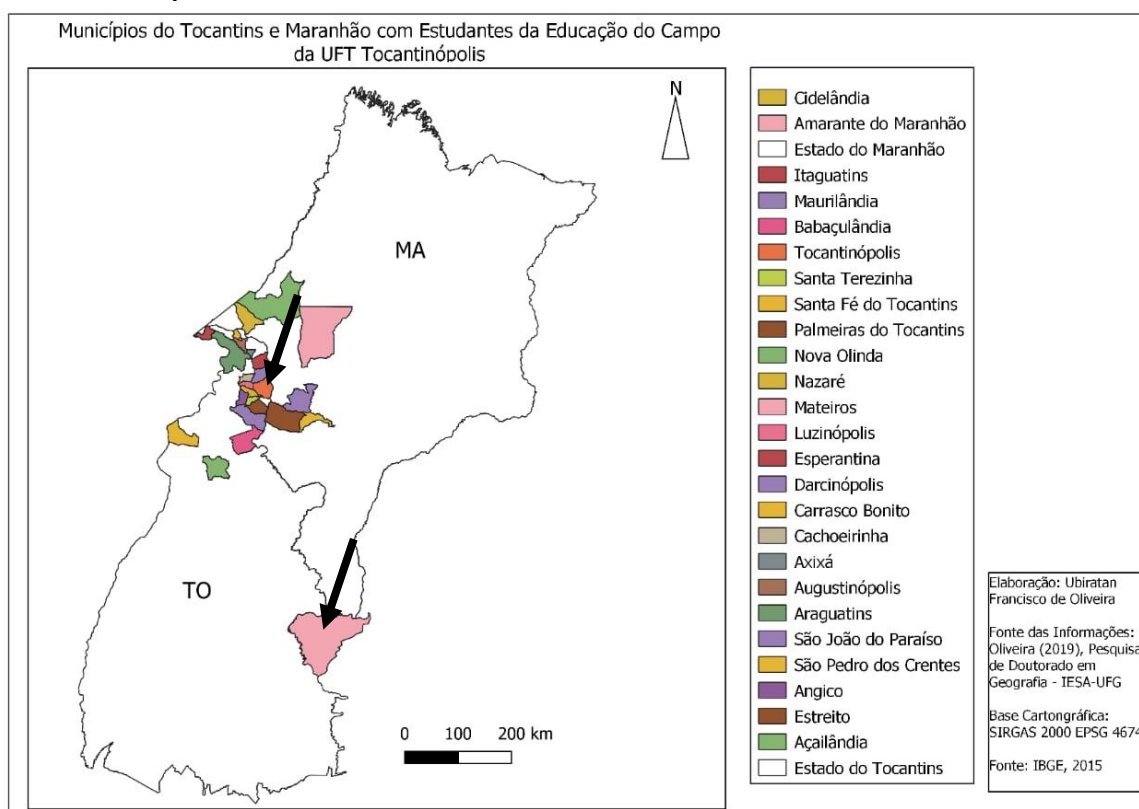 Municípios do Tocantins e Maranhão com Estudantes da Educação do Campo
da UFT Tocantinópolis
N
MA
TO
0 100 200 km
Cidelândia
Amarante do Maranhão
Estado do Maranhão
Itaguatins
Maurilândia
Babaçulândia
Tocantinópolis
Santa Terezinha
Santa Fé do Tocantins
Palmeiras do Tocantins
Nova Olinda
Nazaré
Mateiros
Luzinópolis
Esperantina
Darcinópolis
Carrasco Bonito
Cachoeirinha
Axixá
Augustinópolis
Araguatins
São João do Paraíso
São Pedro dos Crentes
Angico
Estreito
Açailândia
Estado do Tocantins
Elaboração: Ubiratan
Francisco de Oliveira
Fonte das Informações:
Oliveira (2019), Pesquisa
de Doutorado em
Geografia - IESA-UFG
Base Cartográfica:
SIRGAS 2000 EPSG 4674
Fonte: IBGE, 2015